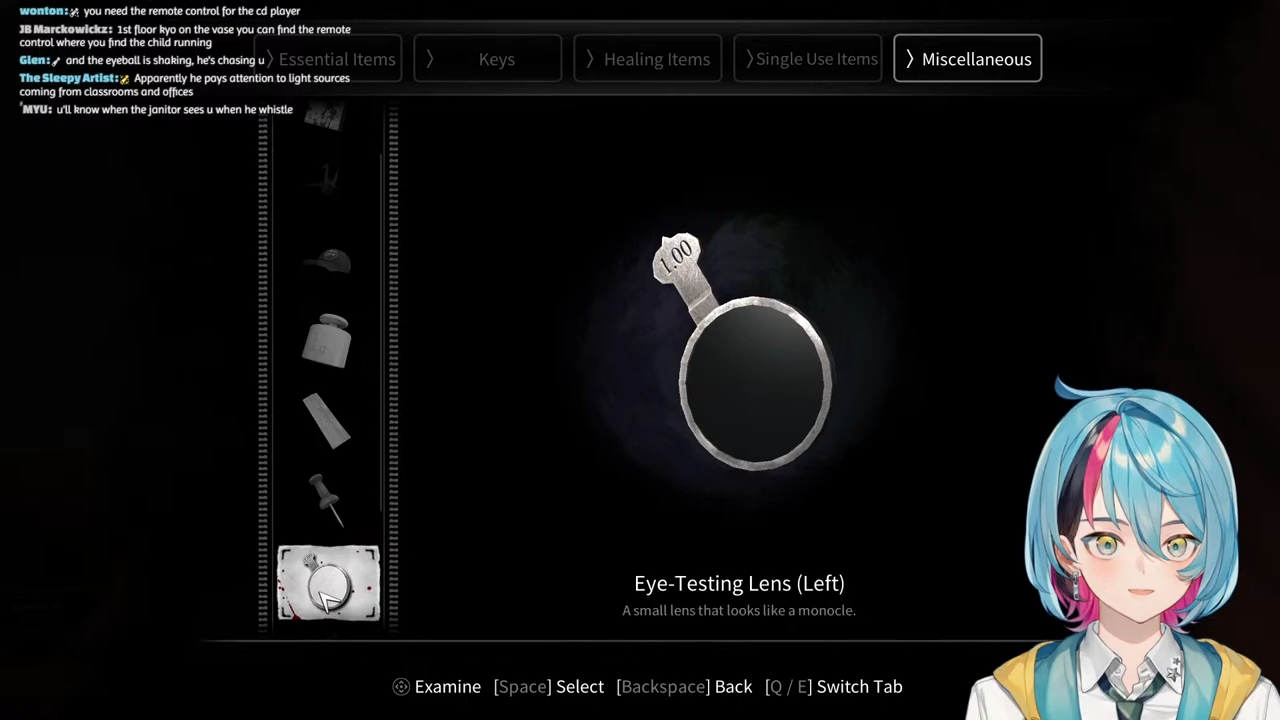 wonton: you need the remote control for the cd player
JB Marckowickz: 1st floor kyo on the vase you can find the remote
control where you find the child running
Glen: and the eyeball is shaking, he's chasing u
The Sleepy Artist: Apparently he pays attention to light sources
coming from classrooms and offices
'MYU: u'll know when the janitor sees u when he whistle
Essential Items
Keys
Healing Items
Single Use Items
Miscellaneous
1.00
Eye-Testing Lens (Left)
A small lens that looks like a monocle.
Examine [Space] Select [Backspace] Back [Q / E] Switch Tab